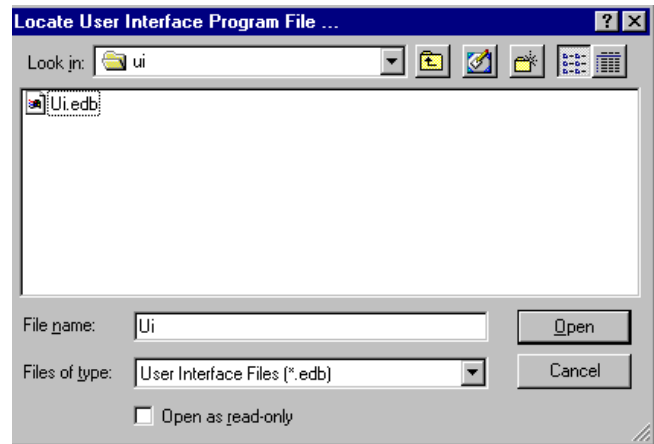 Locate User Interface Program File ...
Look in: ui
Ui.edb
File name: Ui Open
Files of type: User Interface Files (*.edb) Cancel
Open as read-only